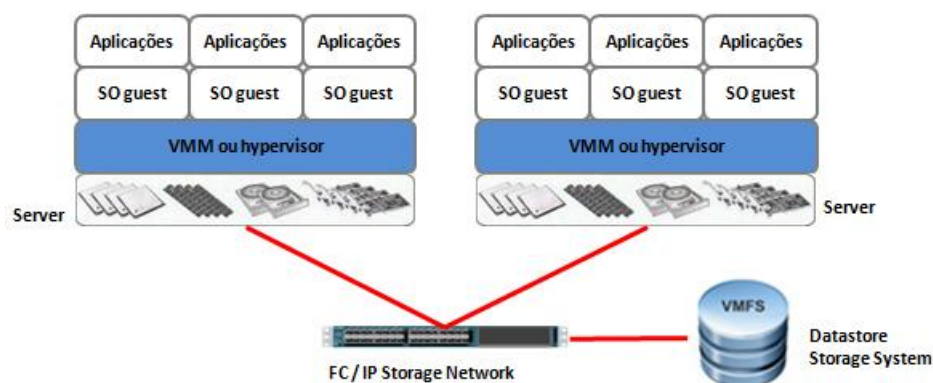 Aplicações Aplicações Aplicações
SO guest SO guest SO guest
VMM ou hypervisor
Server
Aplicações Aplicações Aplicações
SO guest SO guest SO guest
VMM ou hypervisor
Server
FC / IP Storage Network
VMFS
Datastore
Storage System